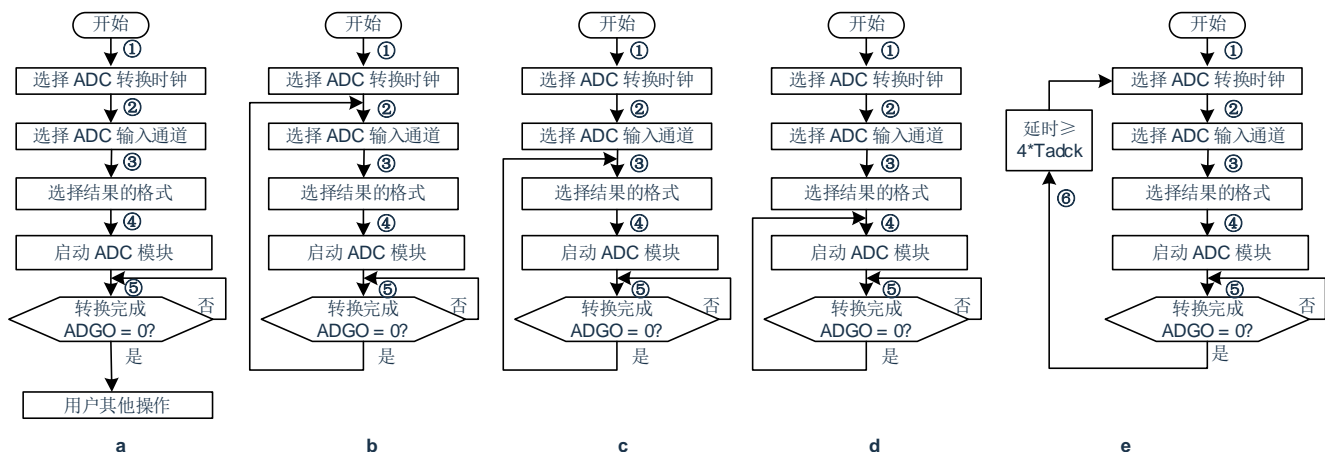 开始
①
选择 ADC 转换时钟
②
选择 ADC 输入通道
③
选择结果的格式
④
启动 ADC 模块
⑤
转换完成
ADGO = 0?
否
是
用户其他操作
a
开始
①
选择 ADC 转换时钟
②
选择 ADC 输入通道
③
选择结果的格式
④
启动 ADC 模块
⑤
转换完成
ADGO = 0?
否
是
b
开始
①
选择 ADC 转换时钟
②
选择 ADC 输入通道
③
选择结果的格式
④
启动 ADC 模块
⑤
转换完成
ADGO = 0?
否
是
c
开始
①
选择 ADC 转换时钟
②
选择 ADC 输入通道
③
选择结果的格式
④
启动 ADC 模块
⑤
转换完成
ADGO = 0?
否
是
d
开始
①
选择 ADC 转换时钟
②
选择 ADC 输入通道
③
选择结果的格式
④
启动 ADC 模块
⑤
转换完成
ADGO = 0?
否
是
⑥
延时≥
4*Tadck
e